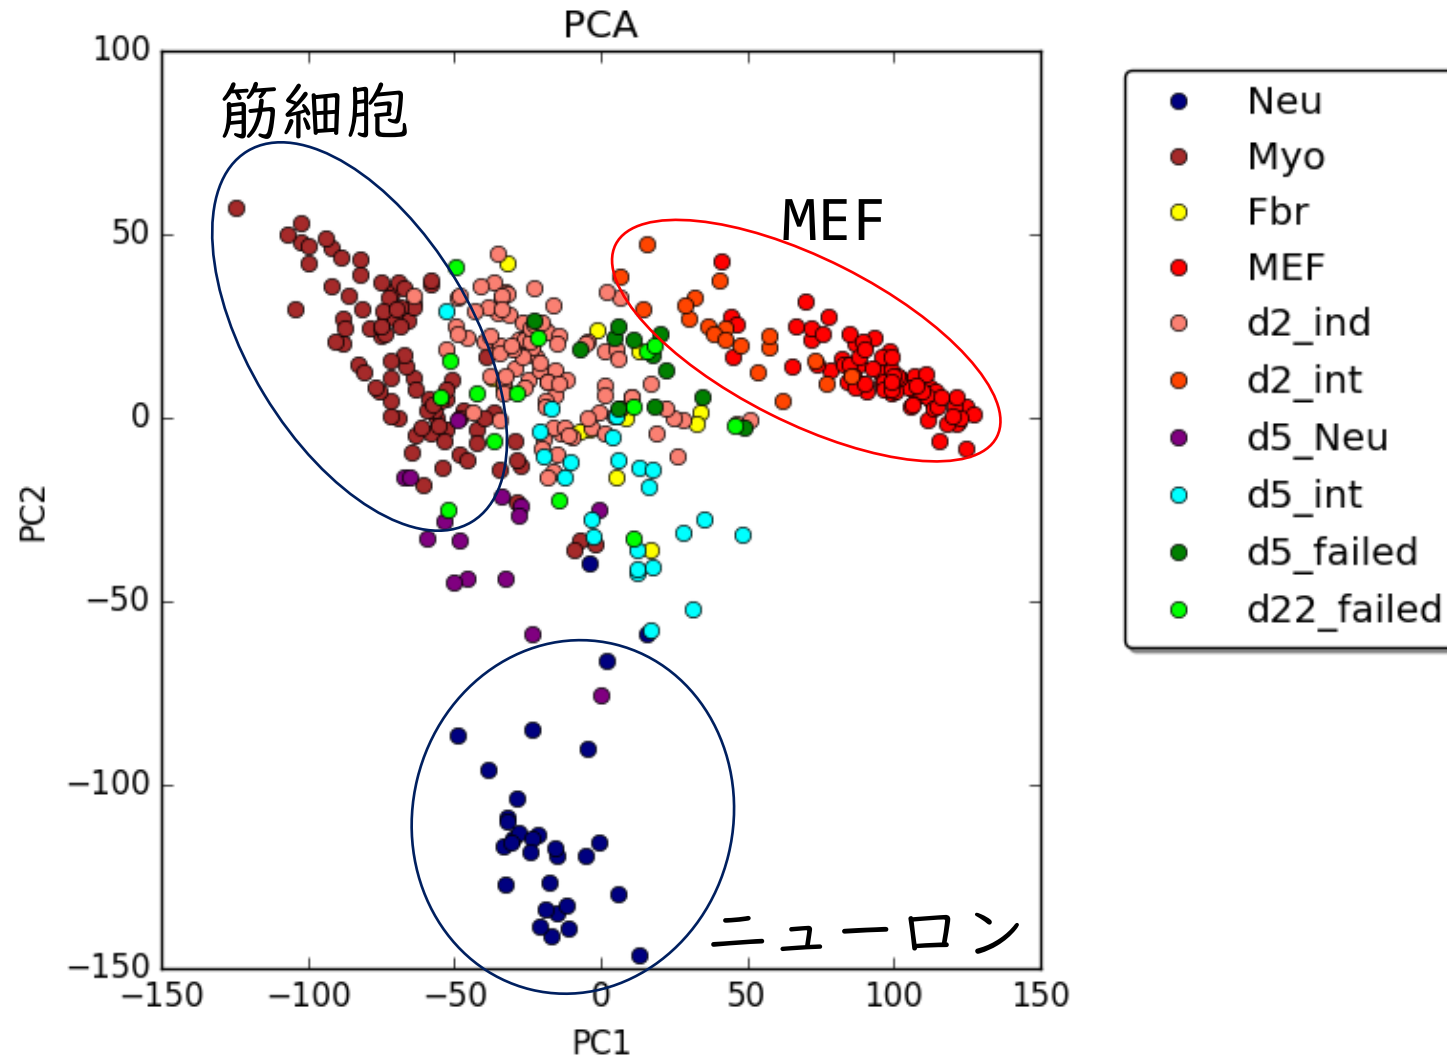 PCA
100
50
0
−50
−100
−150
−150
−100
−50
0
50
100
150
PC1
PC2
筋細胞
MEF
ニューロン
Neu
Myo
Fbr
MEF
d2_ind
d2_int
d5_Neu
d5_int
d5_failed
d22_failed